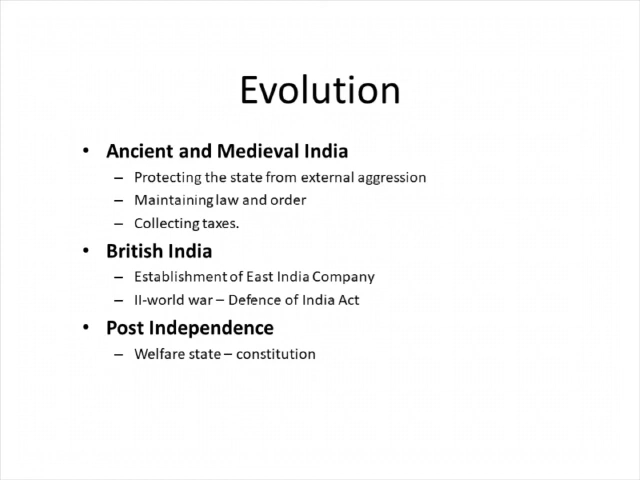 Evolution
• Ancient and Medieval India
– Protecting the state from external aggression
– Maintaining law and order
– Collecting taxes.
• British India
– Establishment of East India Company
– II-world war – Defence of India Act
• Post Independence
– Welfare state – constitution